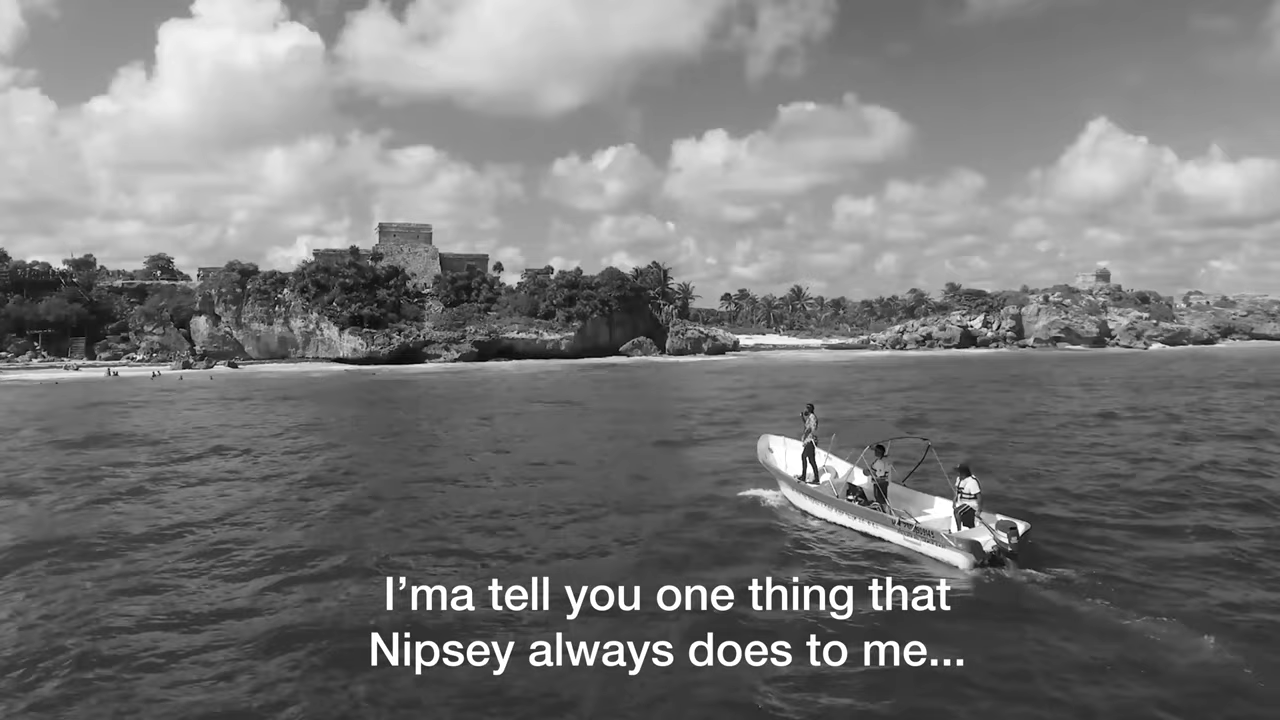 I’ma tell you one thing that
Nipsey always does to me...